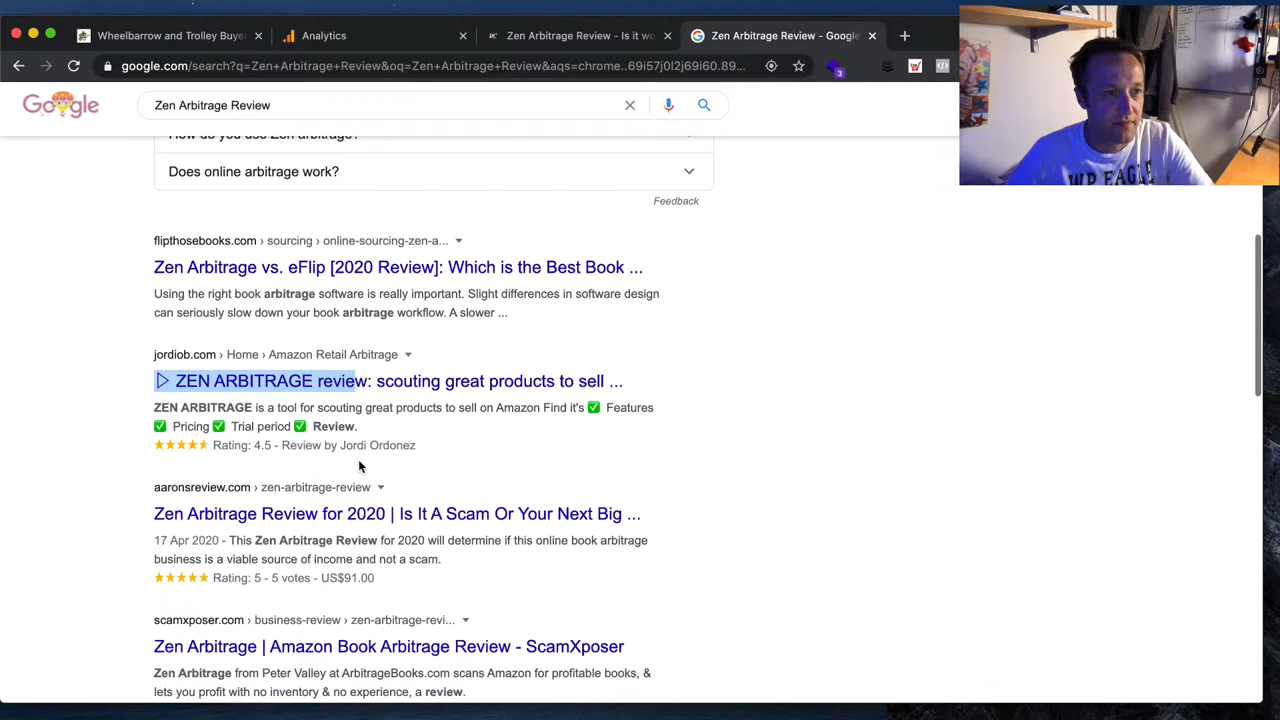 Wheelbarrow and Trolley Buye
Analytics
Zen Arbitrage Review - Is it wo
Zen Arbitrage Review - Google
google.com/search?q=Zen+Arbitrage+Review&oq=Zen+Arbitrage+Review&aqs=chrome..69i57j0l2j69i60.89...
3
Google
Zen Arbitrage Review
How do you use Zen arbitrage?
Does online arbitrage work?
Feedback
flipthosebooks.com › sourcing › online-sourcing-zen-a...
Zen Arbitrage vs. eFlip [2020 Review]: Which is the Best Book ...
Using the right book arbitrage software is really important. Slight differences in software design
can seriously slow down your book arbitrage workflow. A slower ...
jordiob.com › Home › Amazon Retail Arbitrage
▷ ZEN ARBITRAGE review: scouting great products to sell ...
ZEN ARBITRAGE is a tool for scouting great products to sell on Amazon Find it's ✅ Features
✅ Pricing ✅ Trial period ✅ Review.
Rating: 4.5 - Review by Jordi Ordonez
aaronsreview.com › zen-arbitrage-review
Zen Arbitrage Review for 2020 | Is It A Scam Or Your Next Big ...
17 Apr 2020 - This Zen Arbitrage Review for 2020 will determine if this online book arbitrage
business is a viable source of income and not a scam.
Rating: 5 - 5 votes - US$91.00
scamxposer.com › business-review › zen-arbitrage-revi...
Zen Arbitrage | Amazon Book Arbitrage Review - ScamXposer
Zen Arbitrage from Peter Valley at ArbitrageBooks.com scans Amazon for profitable books, &
lets you profit with no inventory & no experience, a review.